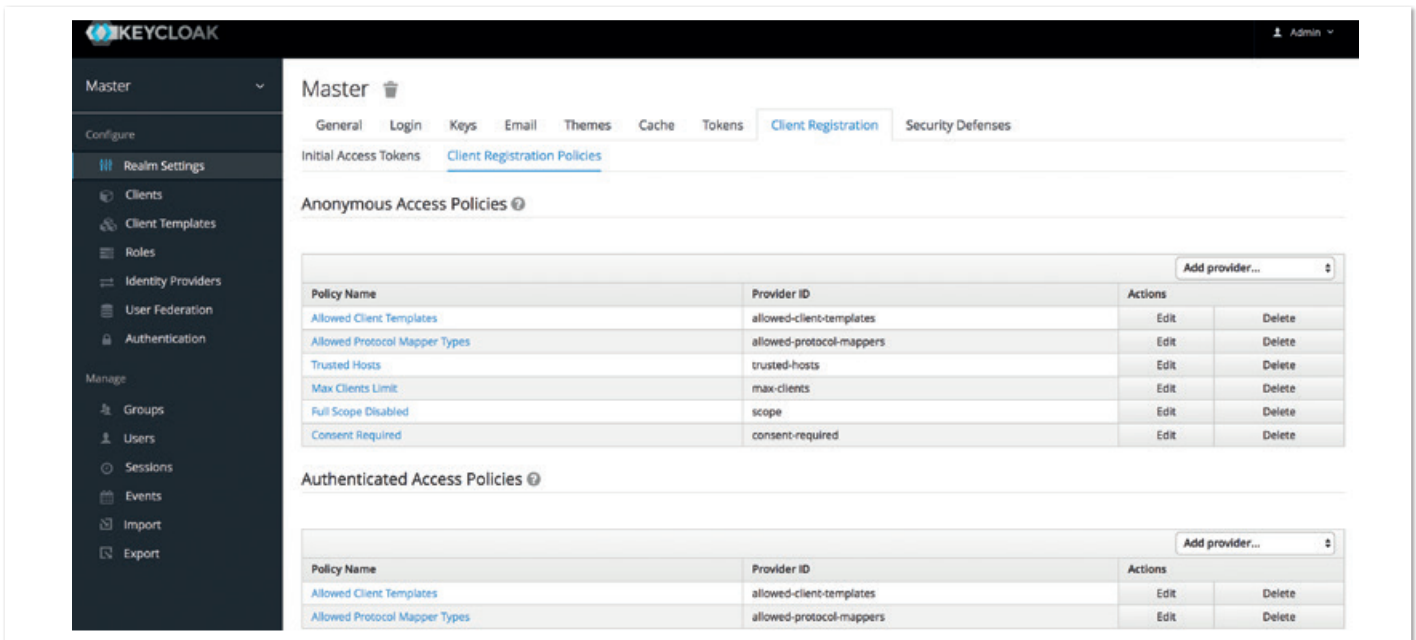 KEYCLOAK
Admin
Master
Configure
Realm Settings
Clients
Client Templates
Roles
Identity Providers
User Federation
Authentication
Manage
Groups
Users
Sessions
Events
Import
Export
Master
General Login Keys Email Themes Cache Tokens Client Registration Security Defenses
Initial Access Tokens Client Registration Policies
Anonymous Access Policies
Add provider...
Policy Name Provider ID Actions
Allowed Client Templates allowed-client-templates Edit Delete
Allowed Protocol Mapper Types allowed-protocol-mappers Edit Delete
Trusted Hosts trusted-hosts Edit Delete
Max Clients Limit max-clients Edit Delete
Full Scope Disabled scope Edit Delete
Consent Required consent-required Edit Delete
Authenticated Access Policies
Add provider...
Policy Name Provider ID Actions
Allowed Client Templates allowed-client-templates Edit Delete
Allowed Protocol Mapper Types allowed-protocol-mappers Edit Delete